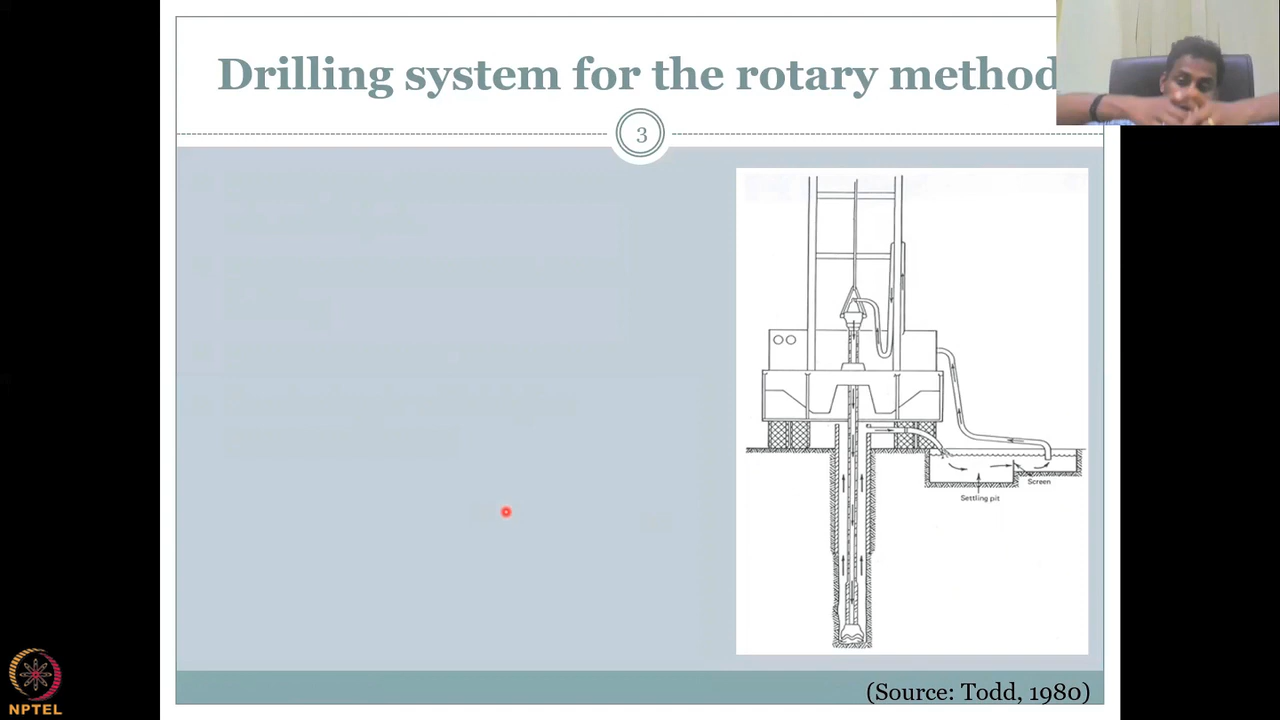 Drilling system for the rotary method
3
Screen
Settling pit
(Source: Todd, 1980)
NPTEL